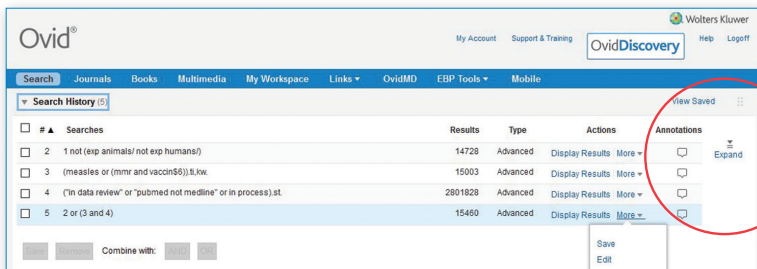 Wolters Kluwer
Ovid®
My Account Support & Training OvidDiscovery Help Logoff
Search Journals Books Multimedia My Workspace Links EBP Tools Mobile
Search History (5) View Saved
# Searches Results Type Actions Annotations
2 1 not (exp animals/ not exp humans/) 14728 Advanced Display Results More
Expand
3 (measles or (mmr and vaccin$6)).ti,kw. 15003 Advanced Display Results More
4 ("in data review" or "pubmed not medline" or in process).st. 2801828 Advanced Display Results More
5 2 or (3 and 4) 15460 Advanced Display Results More
Save
Save Remove Combine with: AND OR
Edit